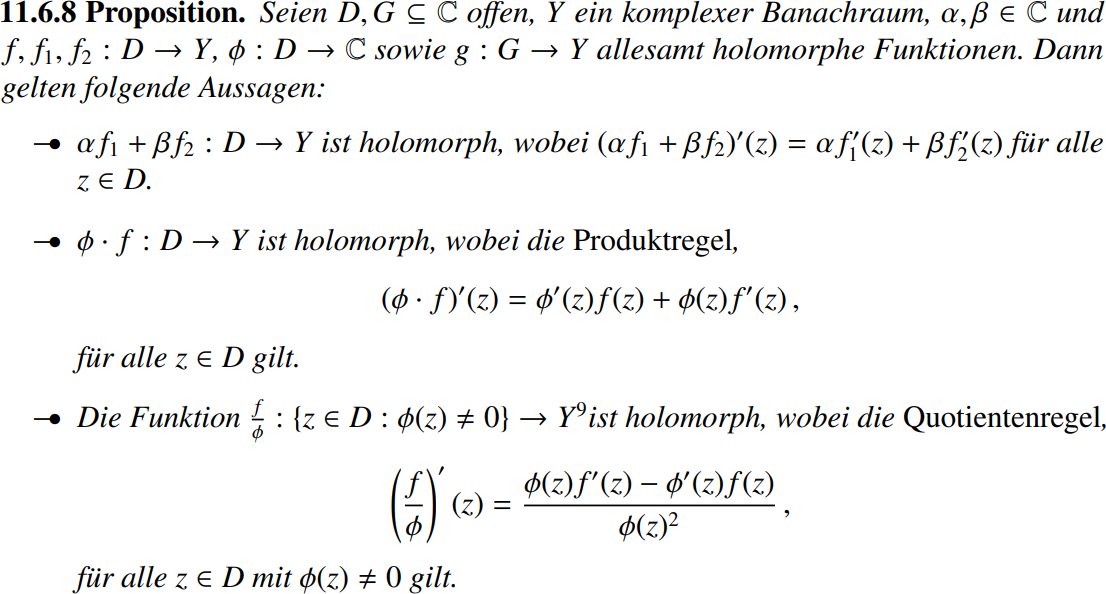 11.6.8 Proposition. Seien D, G ⊆ ℂ offen, Y ein komplexer Banachraum, α, β ∈ ℂ und
f, f₁, f₂ : D → Y, ϕ : D → ℂ sowie g : G → Y allesamt holomorphe Funktionen. Dann
gelten folgende Aussagen:
⊸ αf₁ + βf₂ : D → Y ist holomorph, wobei (αf₁ + βf₂)′(z) = αf₁′(z) + βf₂′(z) für alle
z ∈ D.
⊸ ϕ · f : D → Y ist holomorph, wobei die Produktregel,
(ϕ · f)′(z) = ϕ′(z)f(z) + ϕ(z)f′(z) ,
für alle z ∈ D gilt.
⊸ Die Funktion f/ϕ : {z ∈ D : ϕ(z) ≠ 0} → Y⁹ist holomorph, wobei die Quotientenregel,
(f/ϕ)′ (z) = (ϕ(z)f′(z) − ϕ′(z)f(z))/ϕ(z)² ,
für alle z ∈ D mit ϕ(z) ≠ 0 gilt.